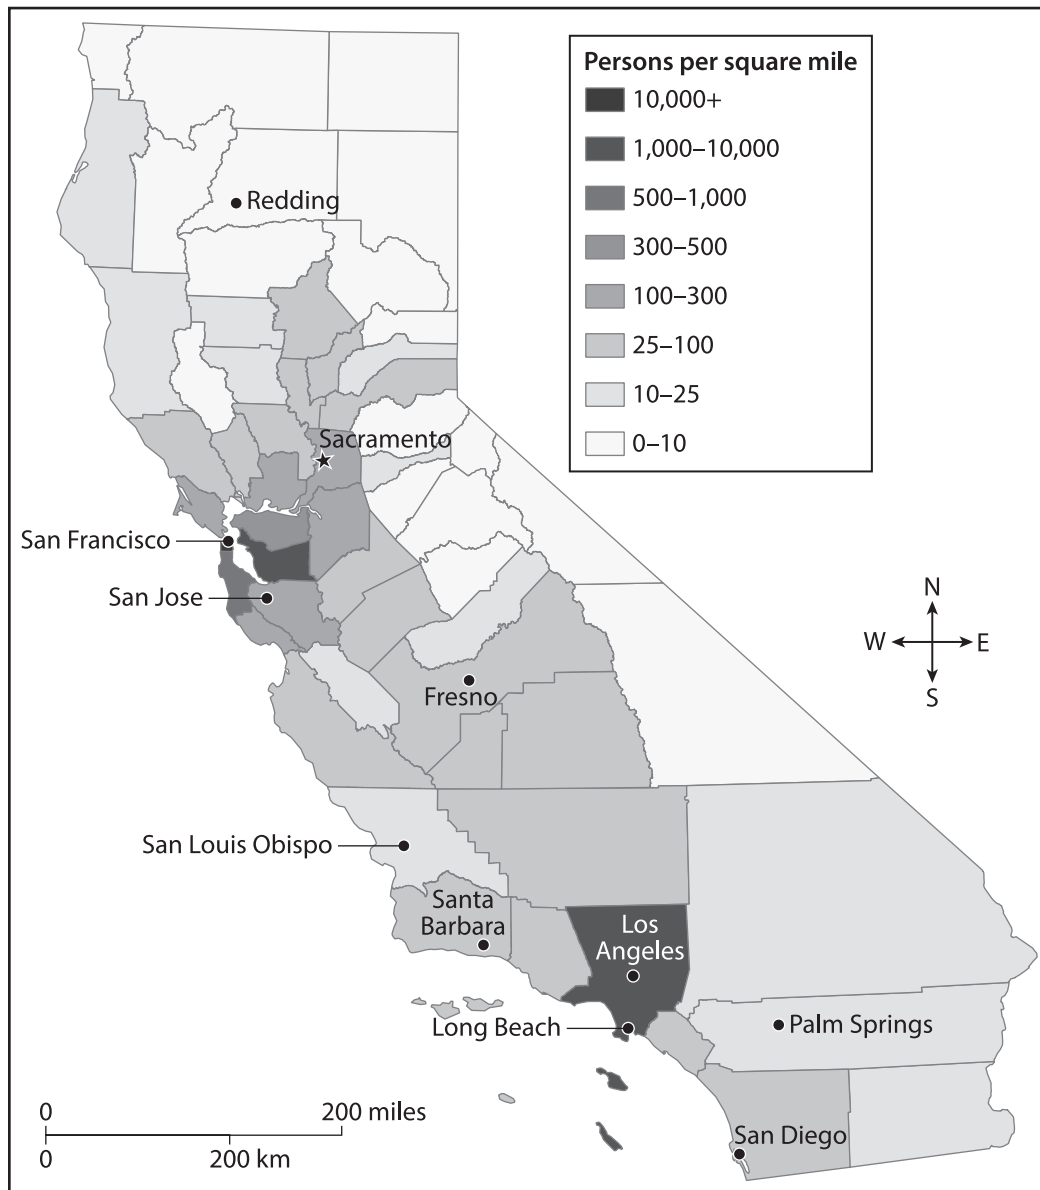 Persons per square mile
10,000+
1,000–10,000
500–1,000
300–500
100–300
25–100
10–25
0–10
Redding
Sacramento
San Francisco
San Jose
N
W
E
S
Fresno
San Louis Obispo
Santa
Barbara
Los
Angeles
Long Beach
Palm Springs
San Diego
0
200 miles
0
200 km